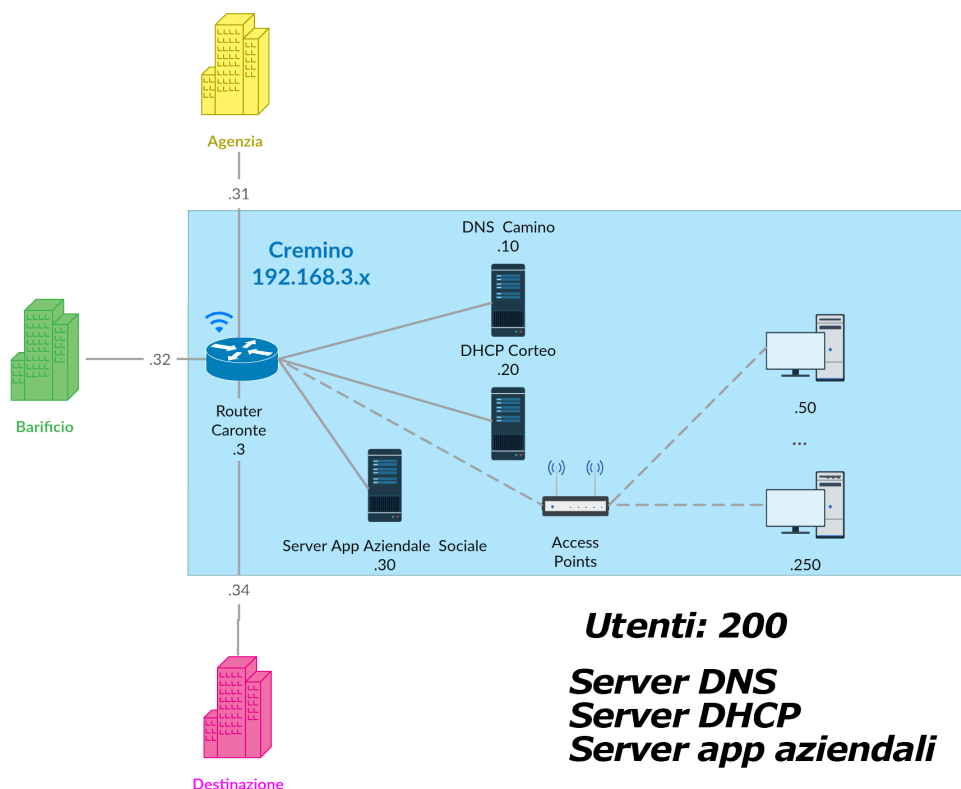 Agenzia
.31
Cremino
192.168.3.x
DNS Camino
.10
DHCP Corteo
.20
.32
Barificio
Router
Caronte
.3
.50
...
.250
Server App Aziendale Sociale
.30
Access
Points
.34
Destinazione
Utenti: 200
Server DNS
Server DHCP
Server app aziendali